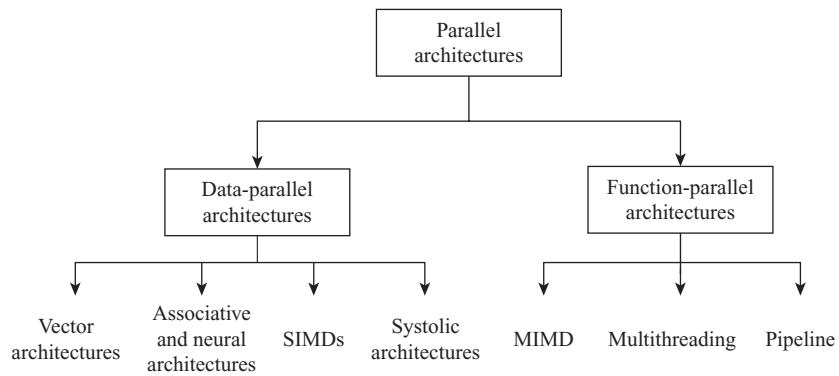 Parallel
architectures
Data-parallel
architectures
Function-parallel
architectures
Vector
architectures
Associative
and neural
architectures
SIMDs
Systolic
architectures
MIMD
Multithreading
Pipeline